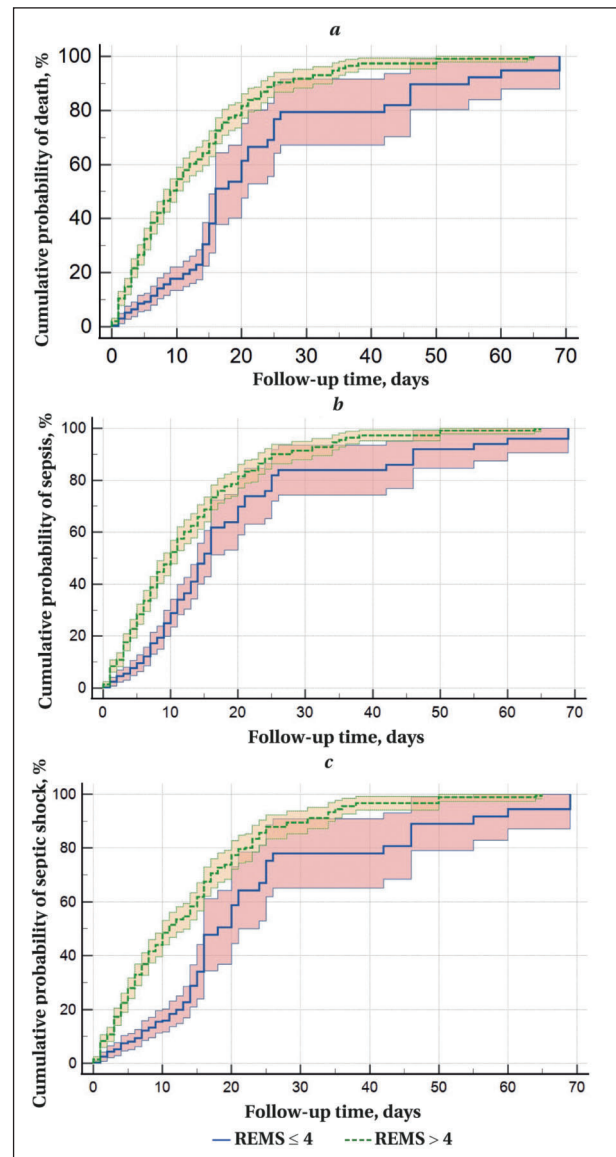 a
Cumulative probability of death, %
100
80
60
40
20
0
0 10 20 30 40 50 60 70
Follow-up time, days
b
Cumulative probability of sepsis, %
100
80
60
40
20
0
0 10 20 30 40 50 60 70
Follow-up time, days
c
Cumulative probability of septic shock, %
100
80
60
40
20
0
0 10 20 30 40 50 60 70
Follow-up time, days
REMS ≤ 4 REMS > 4